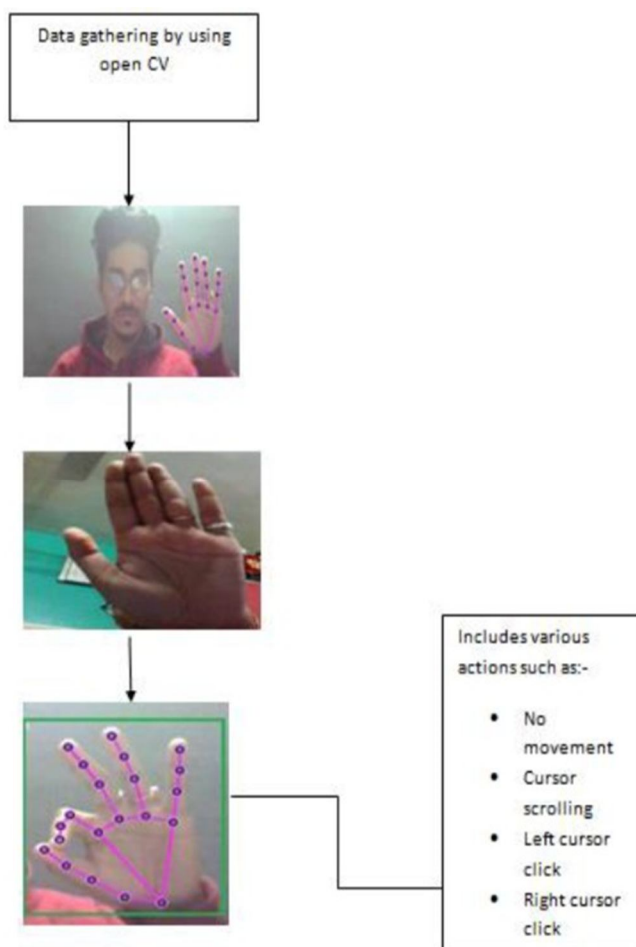 Data gathering by using
open CV
Includes various
actions such as:-
• No
movement
• Cursor
scrolling
• Left cursor
click
• Right cursor
click